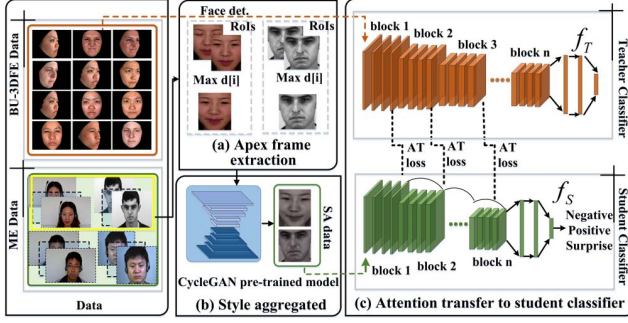 BU-3DFE Data
ME Data
Data
Face det.
RoIs
RoIs
Max d[i]
Max d[i]
(a) Apex frame
extraction
SA data
CycleGAN pre-trained model
(b) Style aggregated
block 1
block 2
block 3
block n
f_T
Teacher Classifier
AT
loss
AT
loss
AT
loss
block 1
block 2
block n
f_S
Negative
Positive
Surprise
Student Classifier
(c) Attention transfer to student classifier